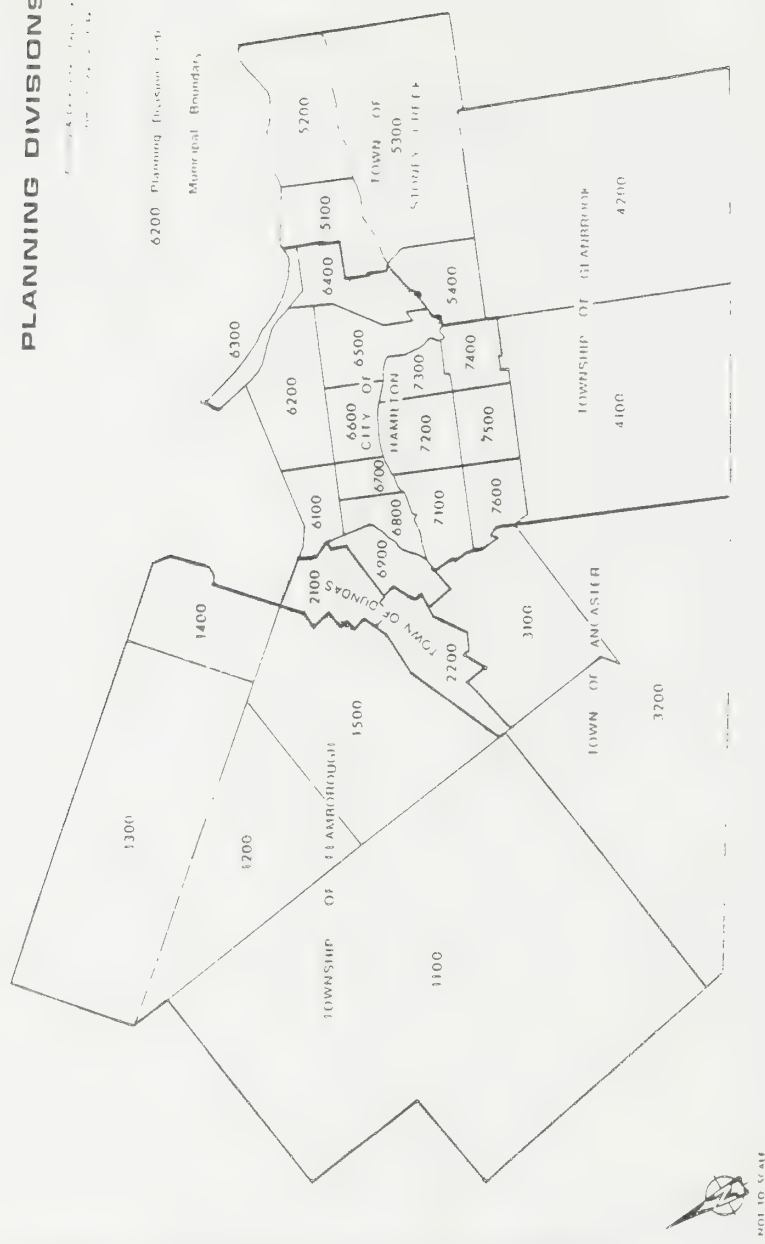 PLANNING DIVISIONS
6200 Planning Division
Municipal Boundary
1300
1400
1200
1500
TOWNSHIP OF FLAMBOROUGH
1100
2100
TOWN OF DUNDAS
2200
3100
TOWN OF ANCASTER
3200
6300
6200
6100
6400
6500
6600
CITY OF
HAMILTON
6700
6800
6900
7100
7200
7300
7400
7500
7600
5100
5200
TOWN OF
5300
STONEY CREEK
5400
TOWNSHIP OF GLANBROOK
4100
4200
NOT TO SCALE